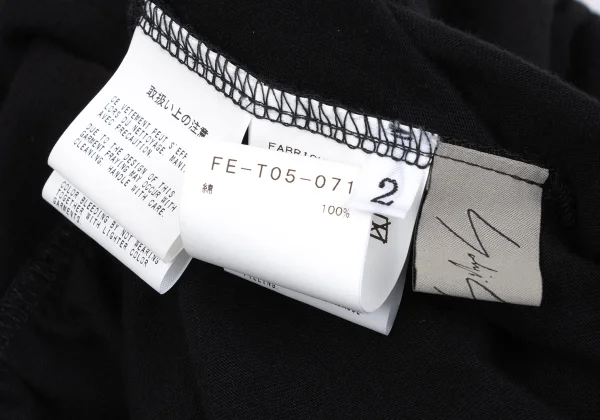 取扱い上の注意
CE VETEMENT PEUT S'EFF
LORS DU NETTOYAGE. MANI
AVEC PRECAUTION.
DUE TO THE DESIGN OF THIS
GARMENT FRAYING MAY OCCUR WITH
CLEANING. HANDLE WITH CARE.
COLOR BLEEDING BY NOT WEARING
TOGETHER WITH LIGHTER COLOR
GARMENTS.
FABRIC
FE-T05-071
綿
100%
2